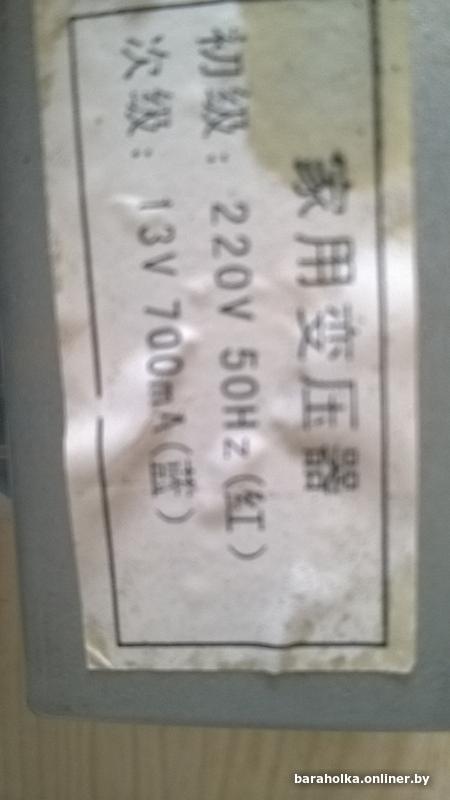 家用变压器
初级: 220V 50Hz (红)
次级: 13V 700mA (蓝)
baraholka.onliner.by